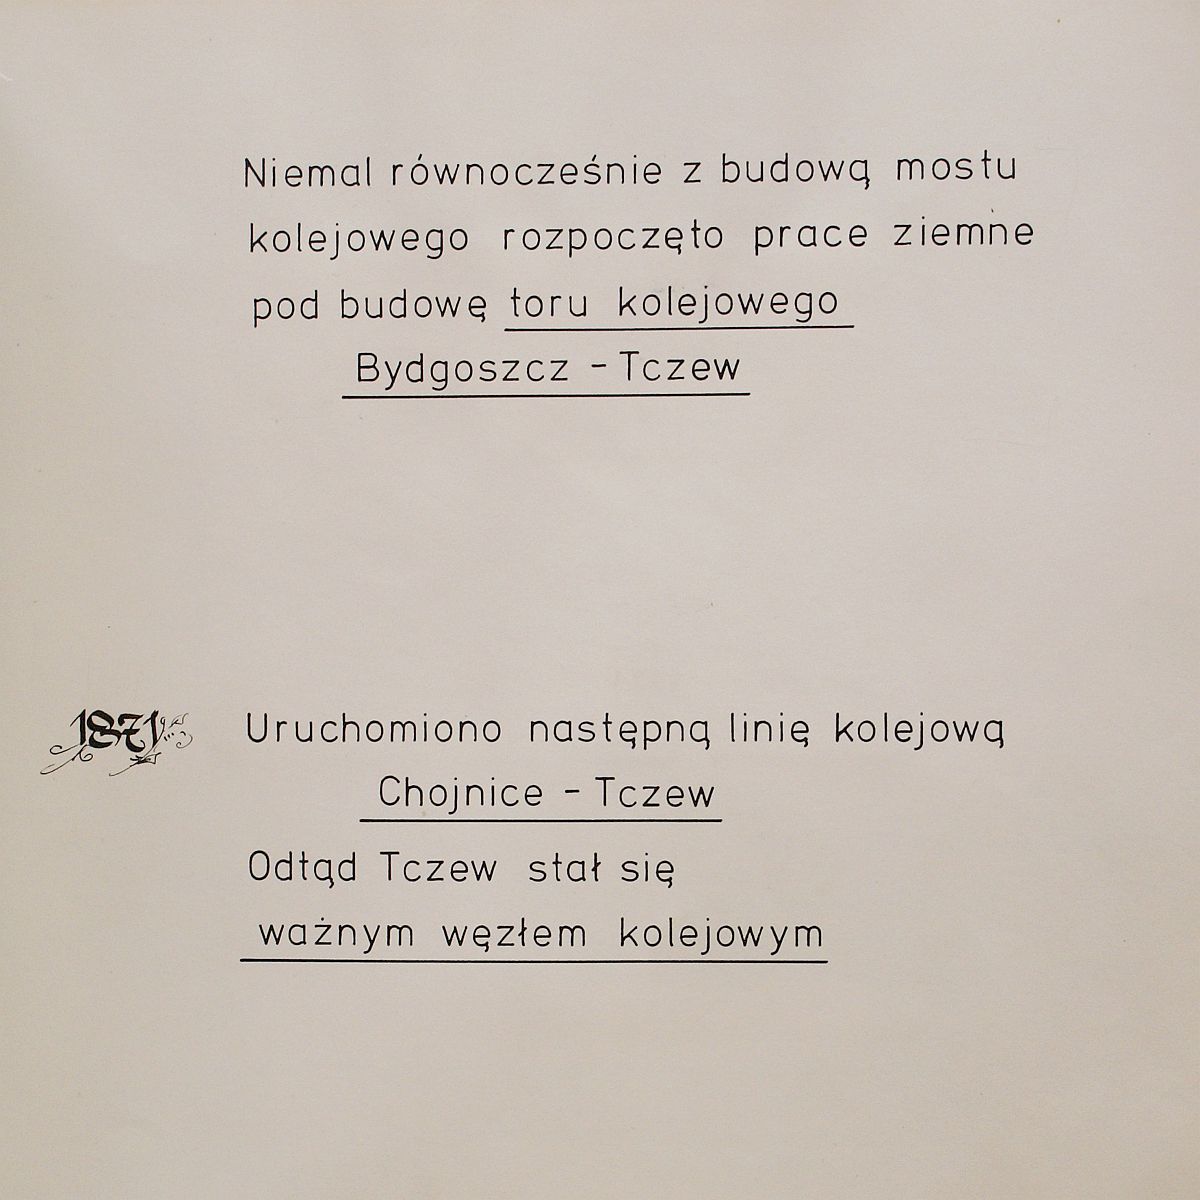 Niemal równocześnie z budową mostu
kolejowego rozpoczęto prace ziemne
pod budowę toru kolejowego
Bydgoszcz - Tczew
1871 Uruchomiono następną linię kolejową
Chojnice - Tczew
Odtąd Tczew stał się
ważnym węzłem kolejowym